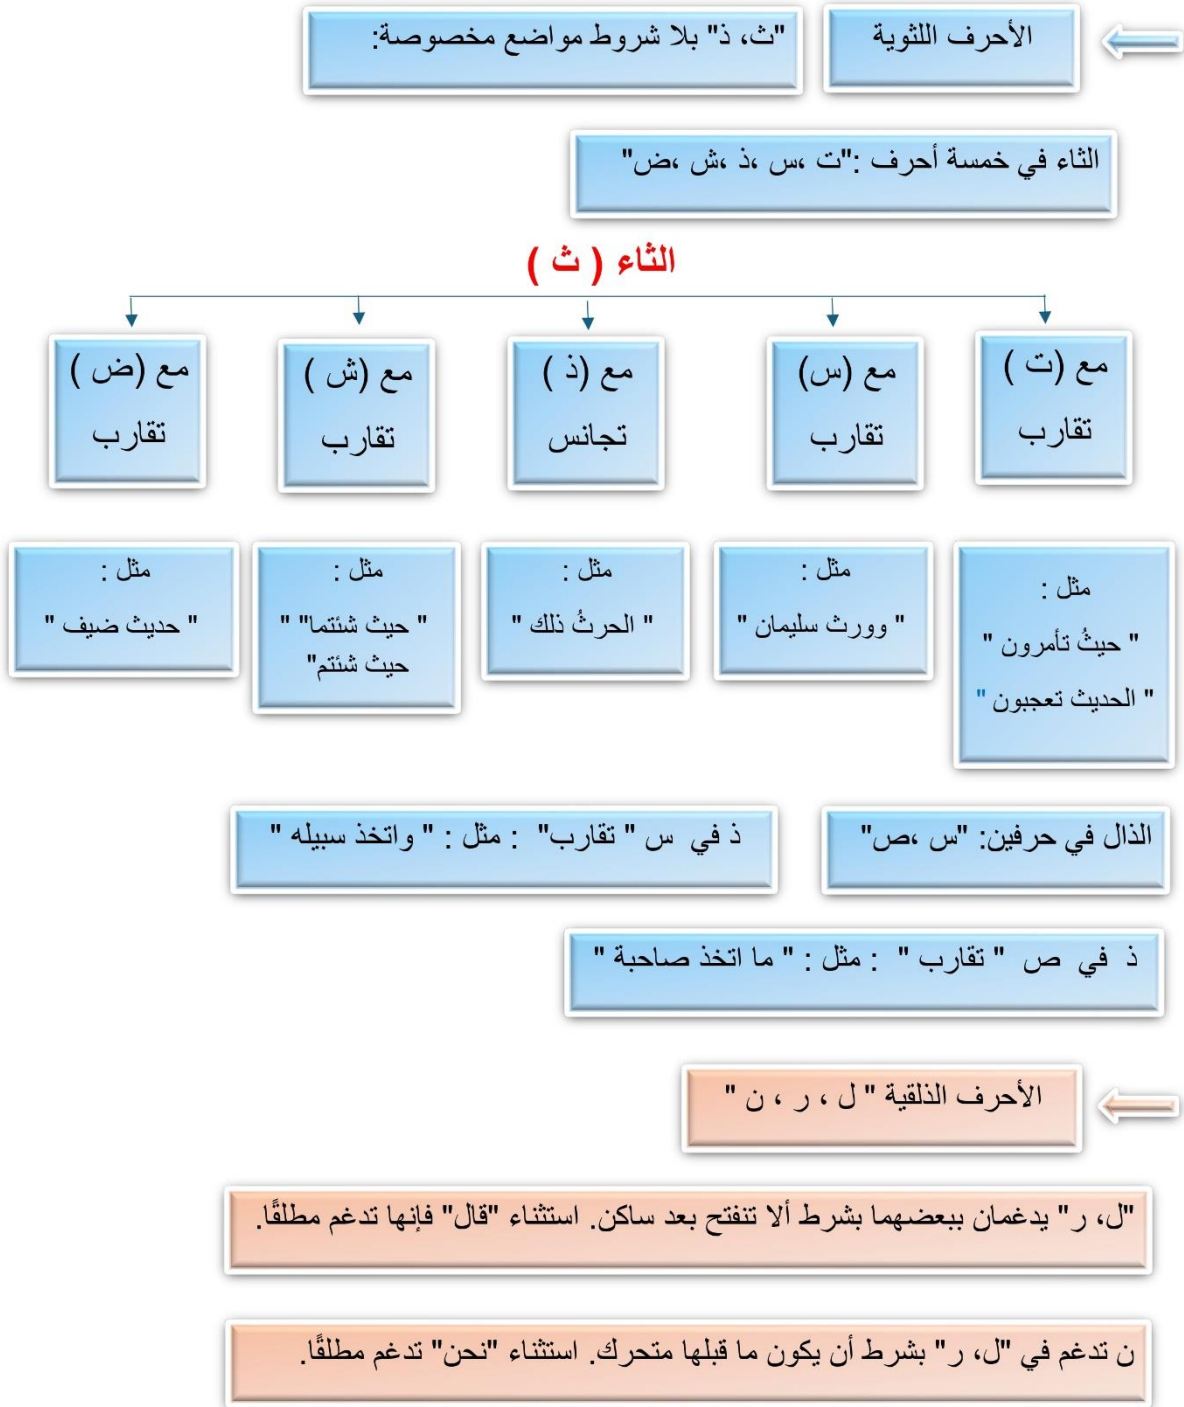 الأحرف اللثوية
"ث، ذ" بلا شروط مواضع مخصوصة:
الثاء في خمسة أحرف :"ت ،س ،ذ ،ش ،ض"
الثاء ( ث )
مع (ت )
تقارب
مع (س)
تقارب
مع (ذ )
تجانس
مع (ش )
تقارب
مع (ض )
تقارب
مثل :
" حيثُ تأمرون "
" الحديث تعجبون "
مثل :
" وورث سليمان "
مثل :
" الحرثُ ذلك "
مثل :
" حيث شئتما" "
حيث شئتم"
مثل :
" حديث ضيف "
الذال في حرفين: "س ،ص"
ذ في س " تقارب" : مثل : " واتخذ سبيله "
ذ في ص " تقارب " : مثل : " ما اتخذ صاحبة "
الأحرف الذلقية " ل ، ر ، ن "
"ل، ر" يدغمان ببعضهما بشرط ألا تنفتح بعد ساكن. استثناء "قال" فإنها تدغم مطلقًا.
ن تدغم في "ل، ر" بشرط أن يكون ما قبلها متحرك. استثناء "نحن" تدغم مطلقًا.